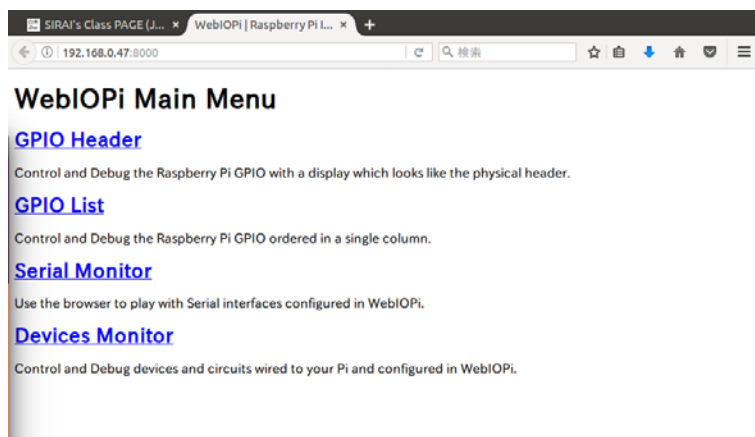 SIRAI's Class PAGE (J... × WebIOPi | Raspberry Pi I... × +
192.168.0.47:8000 検索
WebIOPi Main Menu
GPIO Header
Control and Debug the Raspberry Pi GPIO with a display which looks like the physical header.
GPIO List
Control and Debug the Raspberry Pi GPIO ordered in a single column.
Serial Monitor
Use the browser to play with Serial interfaces configured in WebIOPi.
Devices Monitor
Control and Debug devices and circuits wired to your Pi and configured in WebIOPi.